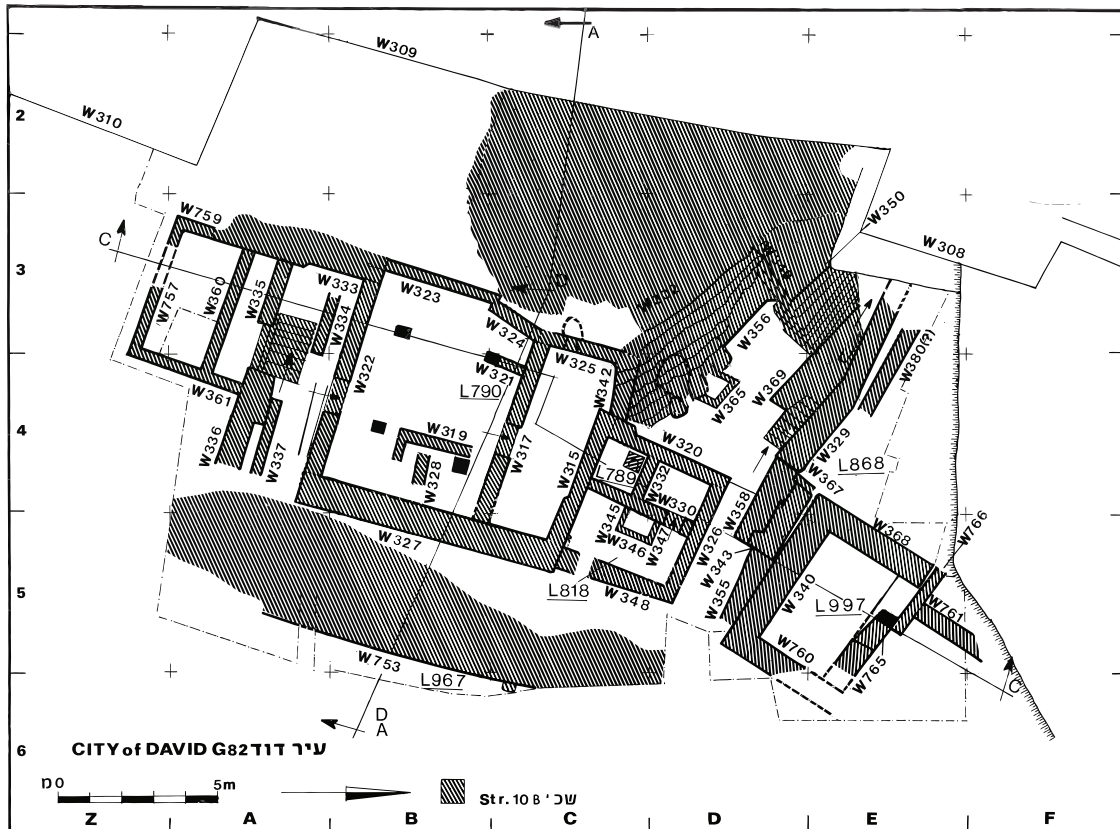 A
W309
2
W310
W350
W759
C
W308
3
W333
W323
D
W302
W360
W335
W757
W334
W324
W356
W380(?)
W325
W322
W321
W342
L790
W365
W369
W361
4
W319
W320
W336
W337
W317
W315
L789
W332
W329
L868
W328
W367
W330
W358
W345
W368
W766
W327
W346
W347
W326
W343
5
L818
W348
W355
W340
L997
W761
W753
W760
W765
L967
C
D
A
6
CITY of DAVID G82 עיר דוד
מ 0 5m
Str. 10 B שכ'
Z A B C D E F